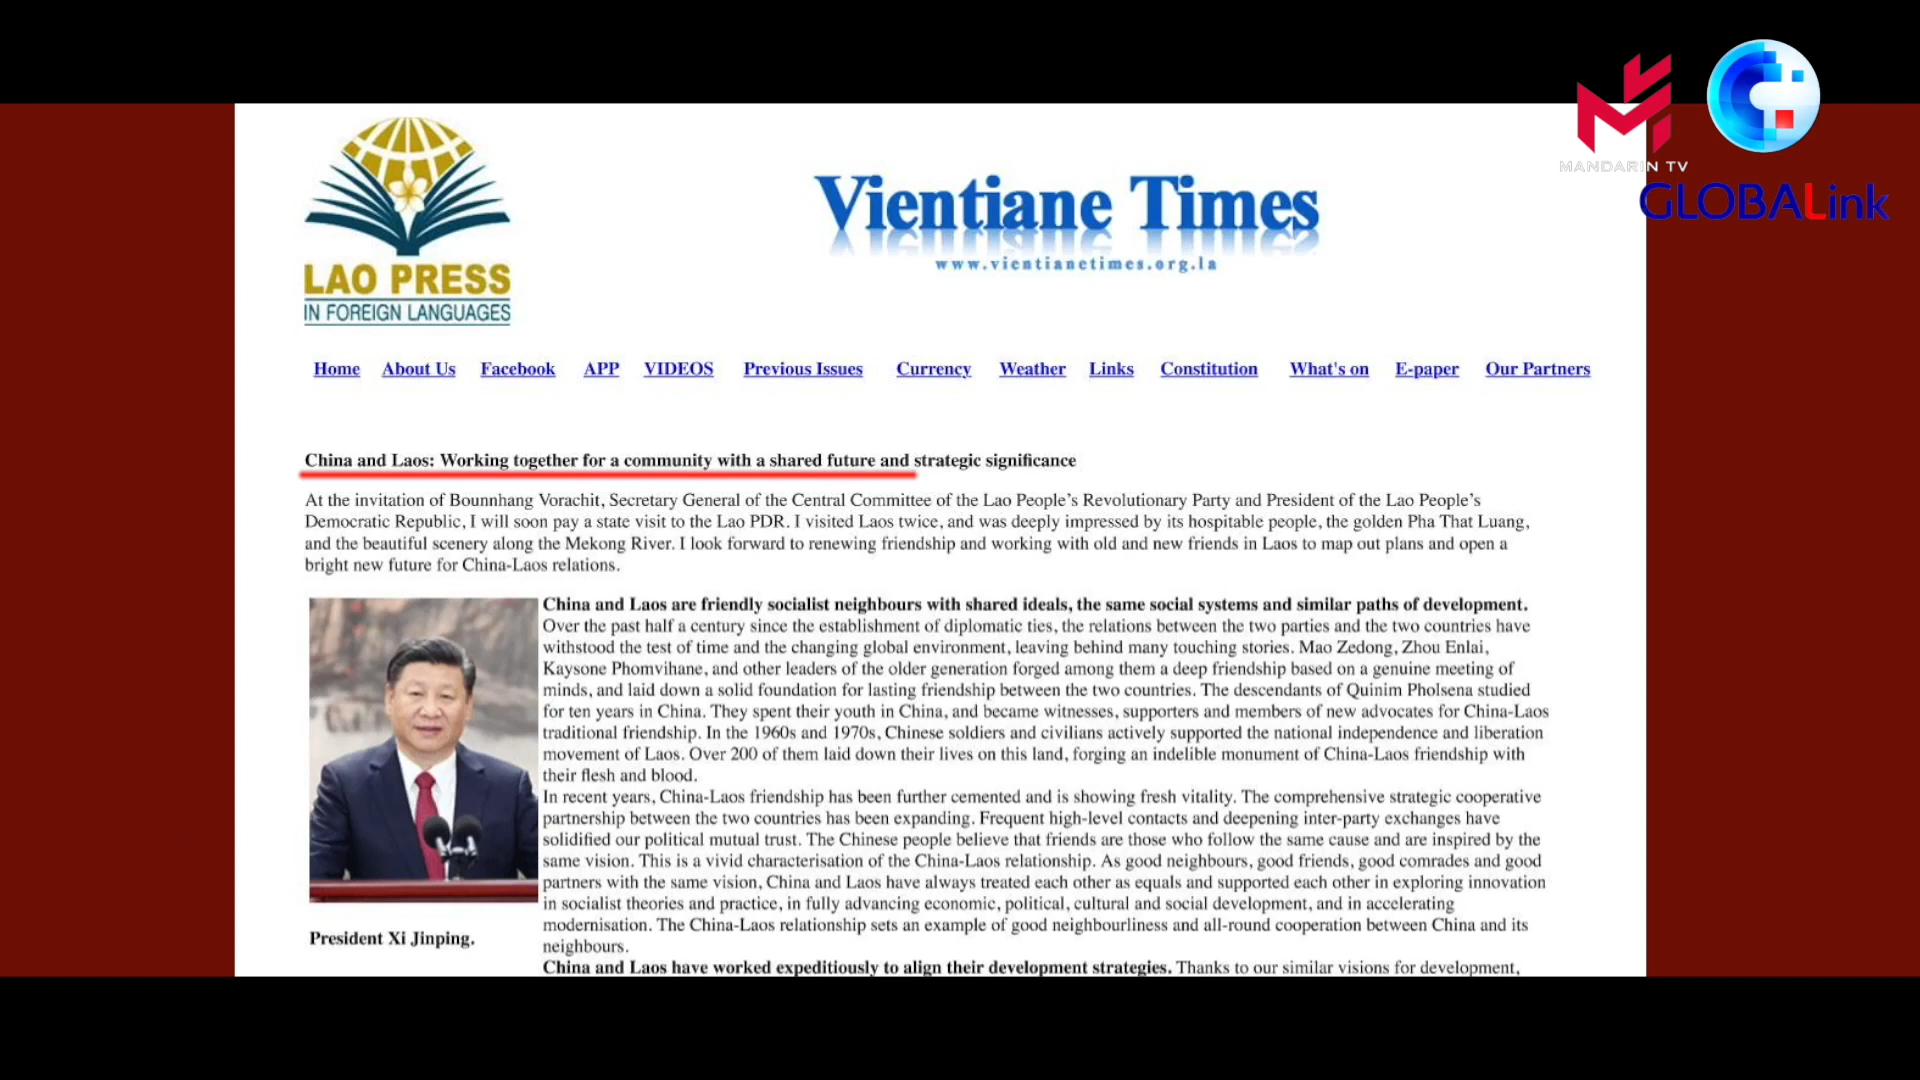 MANDARIN TV
GLOBALink
LAO PRESS
IN FOREIGN LANGUAGES
Vientiane Times
www.vientianetimes.org.la
Home About Us Facebook APP VIDEOS Previous Issues Currency Weather Links Constitution What's on E-paper Our Partners
China and Laos: Working together for a community with a shared future and strategic significance
At the invitation of Bounnhang Vorachit, Secretary General of the Central Committee of the Lao People’s Revolutionary Party and President of the Lao People’s
Democratic Republic, I will soon pay a state visit to the Lao PDR. I visited Laos twice, and was deeply impressed by its hospitable people, the golden Pha That Luang,
and the beautiful scenery along the Mekong River. I look forward to renewing friendship and working with old and new friends in Laos to map out plans and open a
bright new future for China-Laos relations.
China and Laos are friendly socialist neighbours with shared ideals, the same social systems and similar paths of development.
Over the past half a century since the establishment of diplomatic ties, the relations between the two parties and the two countries have
withstood the test of time and the changing global environment, leaving behind many touching stories. Mao Zedong, Zhou Enlai,
Kaysone Phomvihane, and other leaders of the older generation forged among them a deep friendship based on a genuine meeting of
minds, and laid down a solid foundation for lasting friendship between the two countries. The descendants of Quinim Pholsena studied
for ten years in China. They spent their youth in China, and became witnesses, supporters and members of new advocates for China-Laos
traditional friendship. In the 1960s and 1970s, Chinese soldiers and civilians actively supported the national independence and liberation
movement of Laos. Over 200 of them laid down their lives on this land, forging an indelible monument of China-Laos friendship with
their flesh and blood.
In recent years, China-Laos friendship has been further cemented and is showing fresh vitality. The comprehensive strategic cooperative
partnership between the two countries has been expanding. Frequent high-level contacts and deepening inter-party exchanges have
solidified our political mutual trust. The Chinese people believe that friends are those who follow the same cause and are inspired by the
same vision. This is a vivid characterisation of the China-Laos relationship. As good neighbours, good friends, good comrades and good
partners with the same vision, China and Laos have always treated each other as equals and supported each other in exploring innovation
in socialist theories and practice, in fully advancing economic, political, cultural and social development, and in accelerating
modernisation. The China-Laos relationship sets an example of good neighbourliness and all-round cooperation between China and its
neighbours.
President Xi Jinping.
China and Laos have worked expeditiously to align their development strategies. Thanks to our similar visions for development,